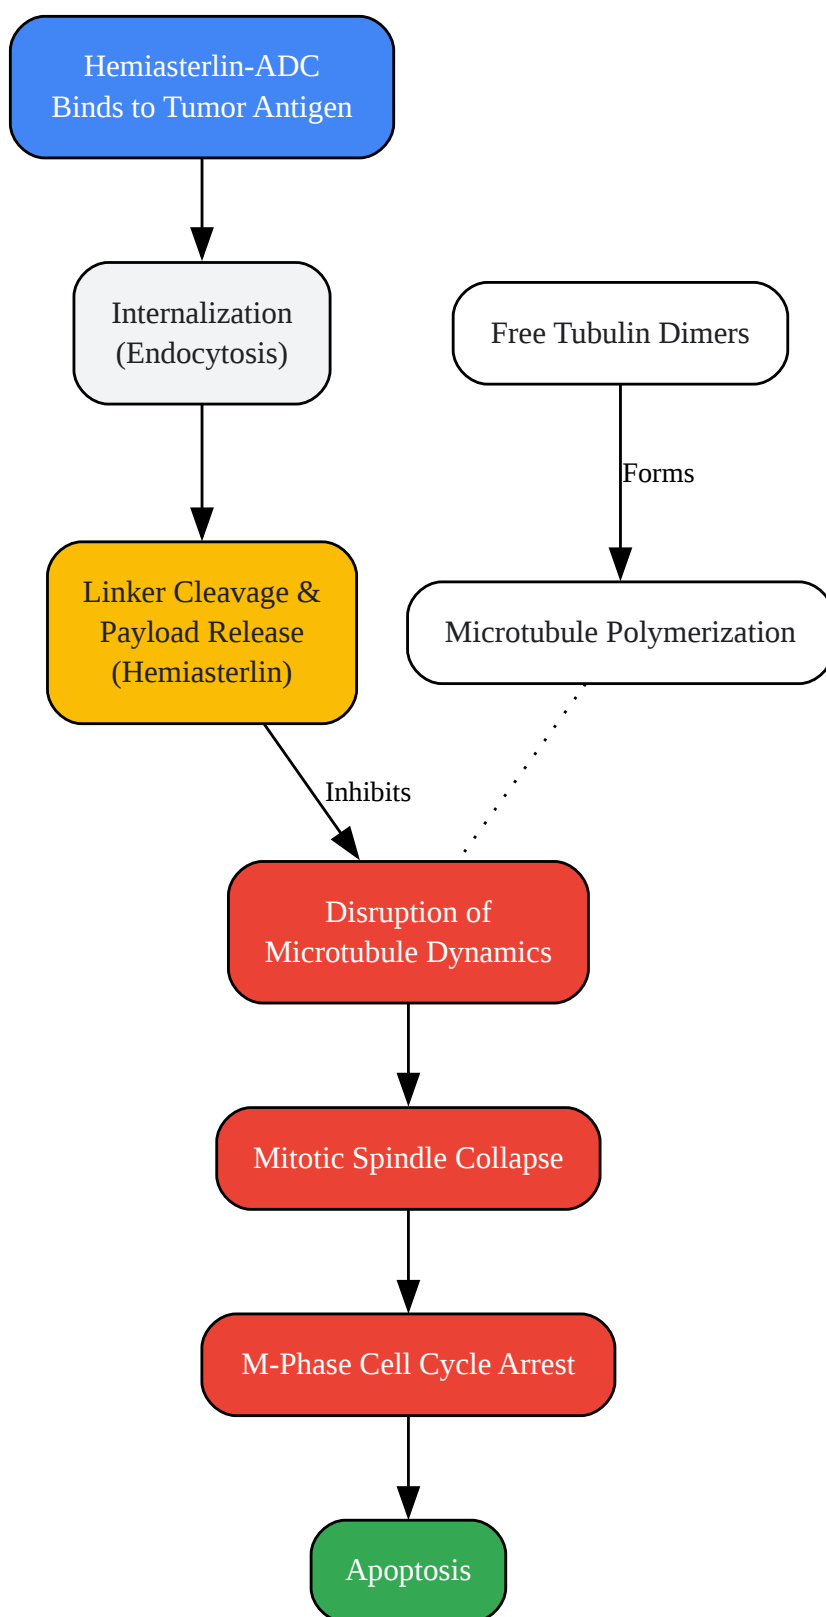 Hemiasterlin-ADC
Binds to Tumor Antigen
Internalization
(Endocytosis)
Free Tubulin Dimers
Forms
Linker Cleavage &
Payload Release
(Hemiasterlin)
Microtubule Polymerization
Inhibits
Disruption of
Microtubule Dynamics
Mitotic Spindle Collapse
M-Phase Cell Cycle Arrest
Apoptosis